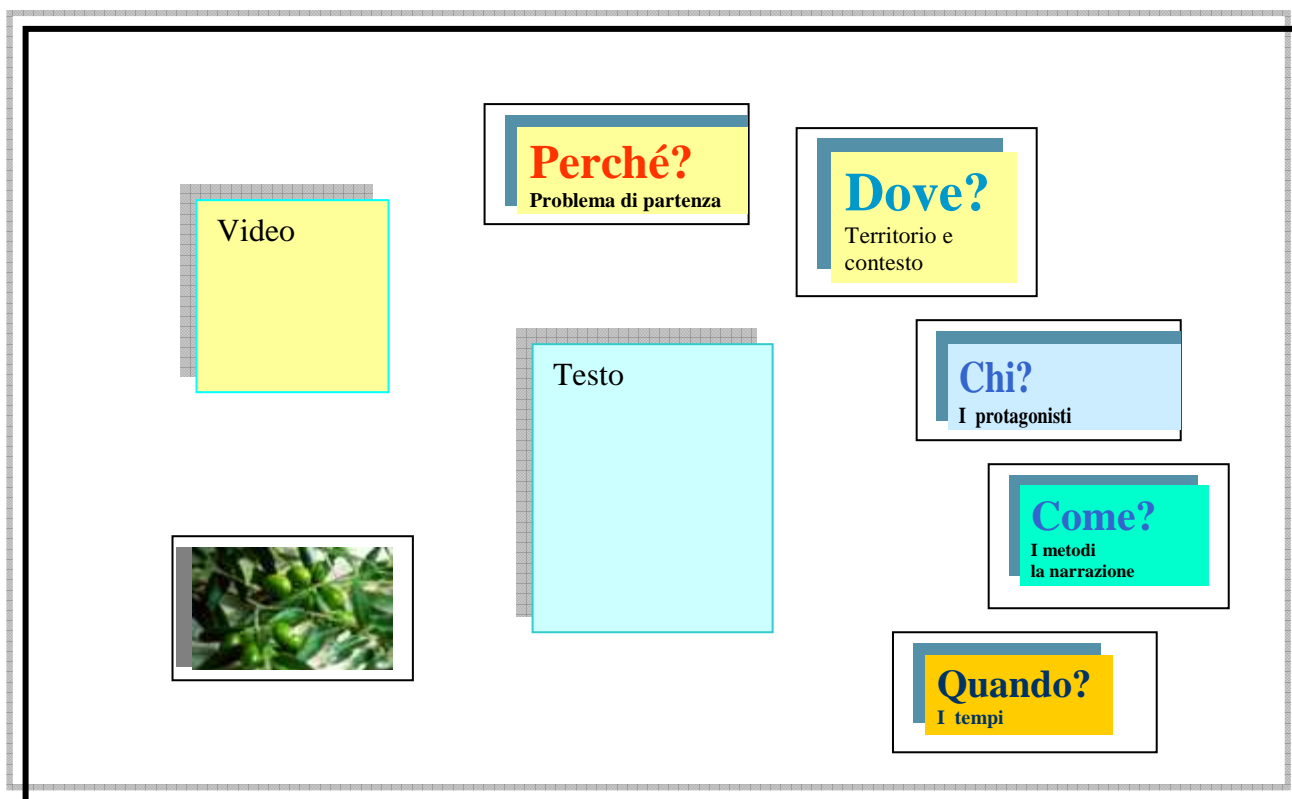 Perché?
Problema di partenza
Dove?
Territorio e
contesto
Video
Testo
Chi?
I protagonisti
Come?
I metodi
la narrazione
Quando?
I tempi